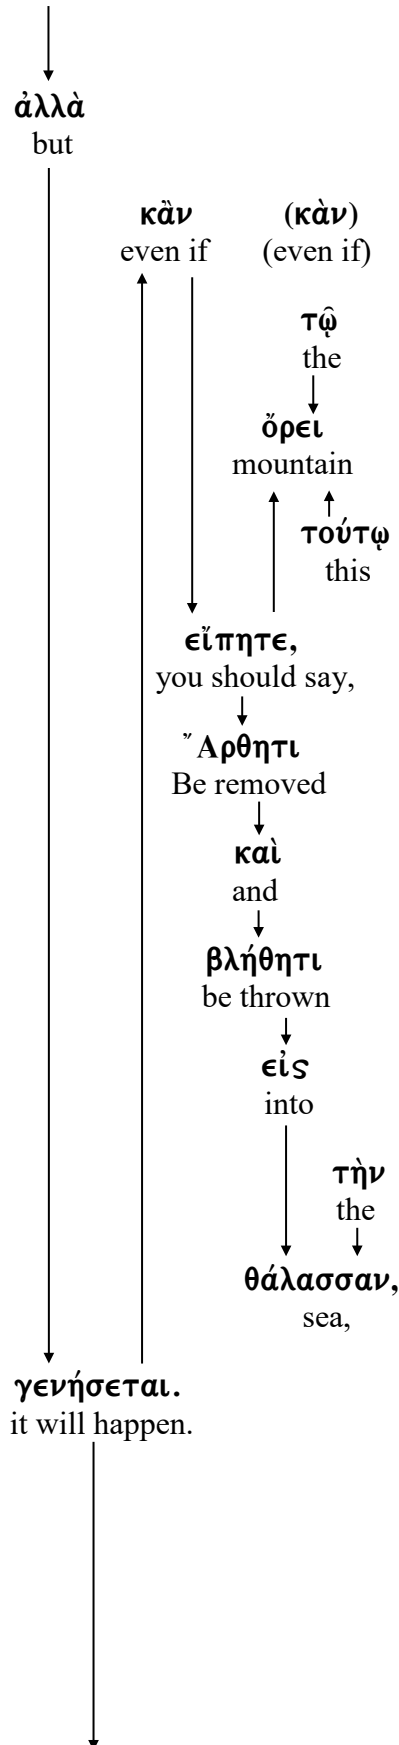 ἀλλὰ
but
κἂν (κὰν)
even if (even if)
τῷ
the
ὄρει
mountain
τούτῳ
this
εἴπητε,
you should say,
Ἄρθητι
Be removed
καὶ
and
βλήθητι
be thrown
εἰς
into
τὴν
the
θάλασσαν,
sea,
γενήσεται.
it will happen.